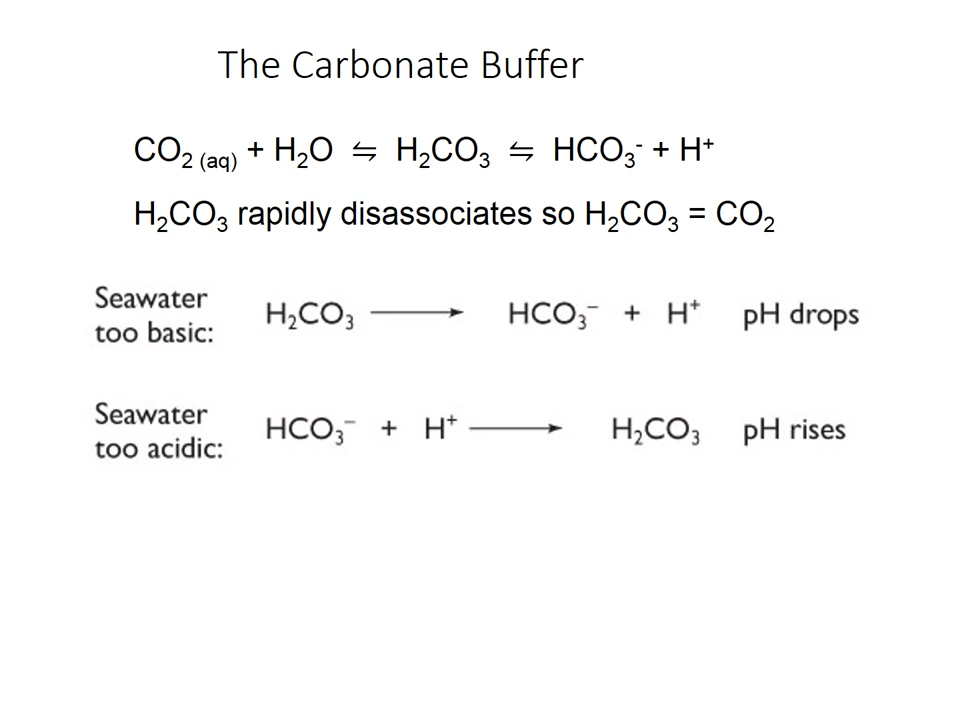 The Carbonate Buffer
CO₂ (aq) + H₂O ⇋ H₂CO₃ ⇋ HCO₃⁻ + H⁺
H₂CO₃ rapidly disassociates so H₂CO₃ = CO₂
Seawater too basic: H₂CO₃ ⟶ HCO₃⁻ + H⁺ pH drops
Seawater too acidic: HCO₃⁻ + H⁺ ⟶ H₂CO₃ pH rises